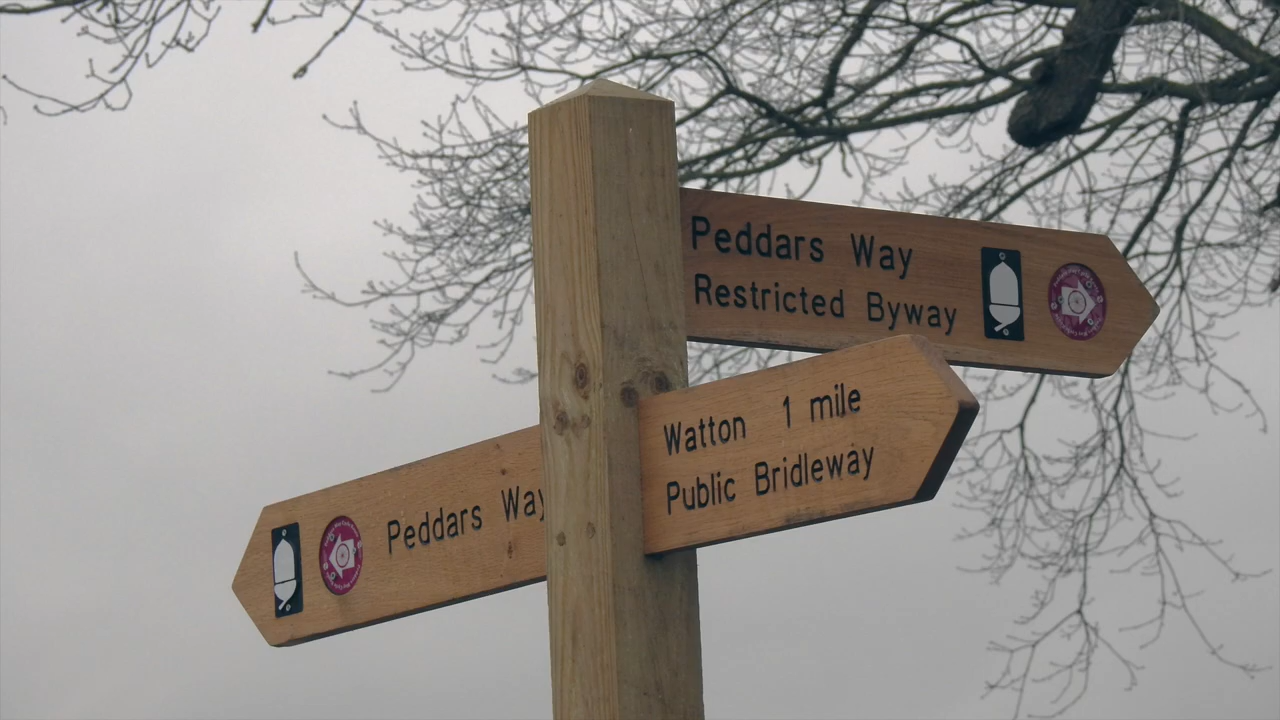 Peddars Way
Restricted Byway
Watton 1 mile
Public Bridleway
Peddars Way